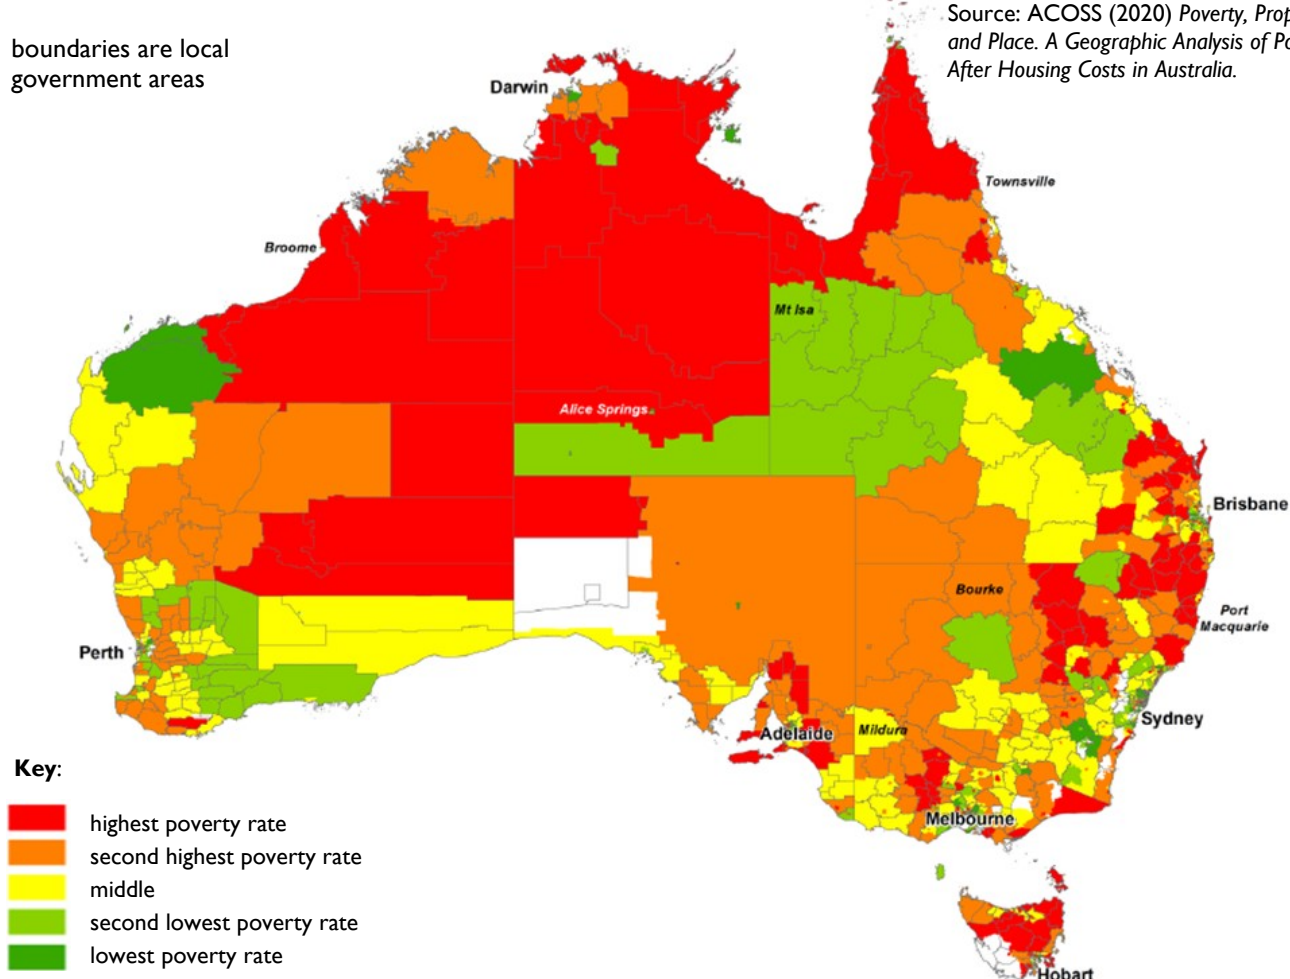 boundaries are local
government areas
Source: ACOSS (2020) Poverty,
and Place. A Geographic Analysis of
After Housing Costs in Australia.
Darwin
Townsville
Broome
Mt Isa
Alice Springs
Brisbane
Bourke
Port
Macquarie
Perth
Sydney
Adelaide
Mildura
Melbourne
Hobart
Key:
highest poverty rate
second highest poverty rate
middle
second lowest poverty rate
lowest poverty rate